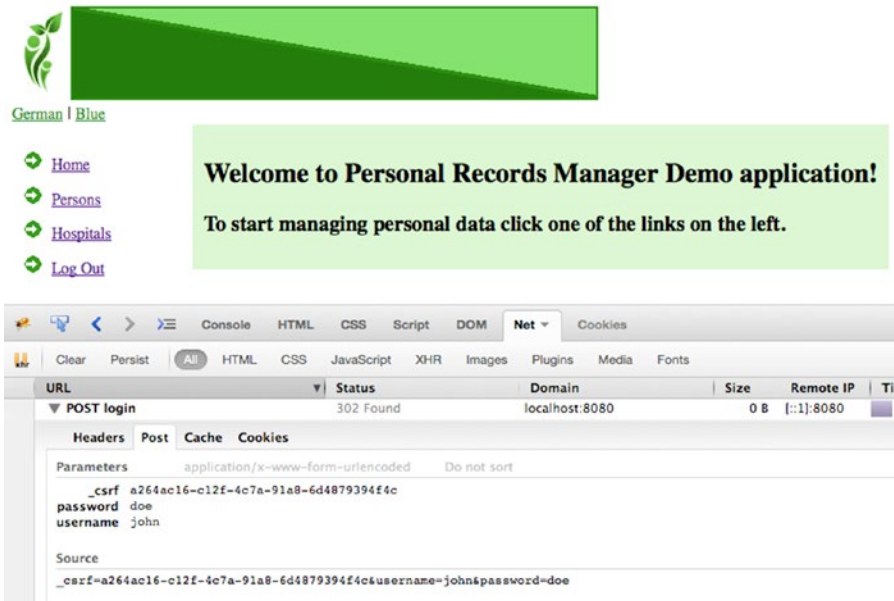 German | Blue
Home
Persons
Hospitals
Log Out
Welcome to Personal Records Manager Demo application!
To start managing personal data click one of the links on the left.
Console HTML CSS Script DOM Net Cookies
Clear Persist All HTML CSS JavaScript XHR Images Plugins Media Fonts
URL Status Domain Size Remote IP Ti
POST login 302 Found localhost:8080 0 B [::1]:8080
Headers Post Cache Cookies
Parameters application/x-www-form-urlencoded Do not sort
_csrf a264ac16-c12f-4c7a-91a8-6d4879394f4c
password doe
username john
Source
_csrf=a264ac16-c12f-4c7a-91a8-6d4879394f4c&username=john&password=doe